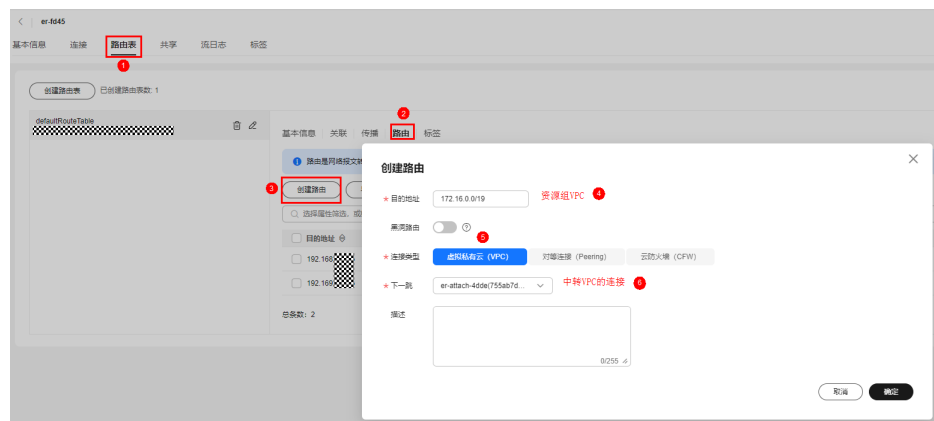 er-fd45
基本信息 连接 路由表 共享 流日志 标签
1
创建路由表 已创建路由表数: 1
defaultRouteTable
2
基本信息 关联 传播 路由 标签
路由是网络报文转
3 创建路由
选择属性筛选，或
目的地址
192.168
192.169
总条数: 2
创建路由
* 目的地址 172.16.0.0/19 资源组VPC 4
黑洞路由
5
* 连接类型 虚拟私有云 (VPC) 对等连接 (Peering) 云防火墙 (CFW)
* 下一跳 er-attach-4dde(755ab7d... 中转VPC的连接 6
描述
0/255
取消 确定